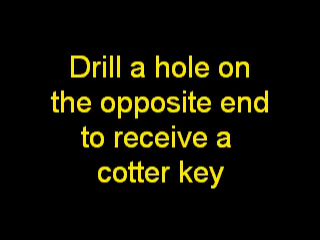 Drill a hole on
the opposite end
to receive a
cotter key